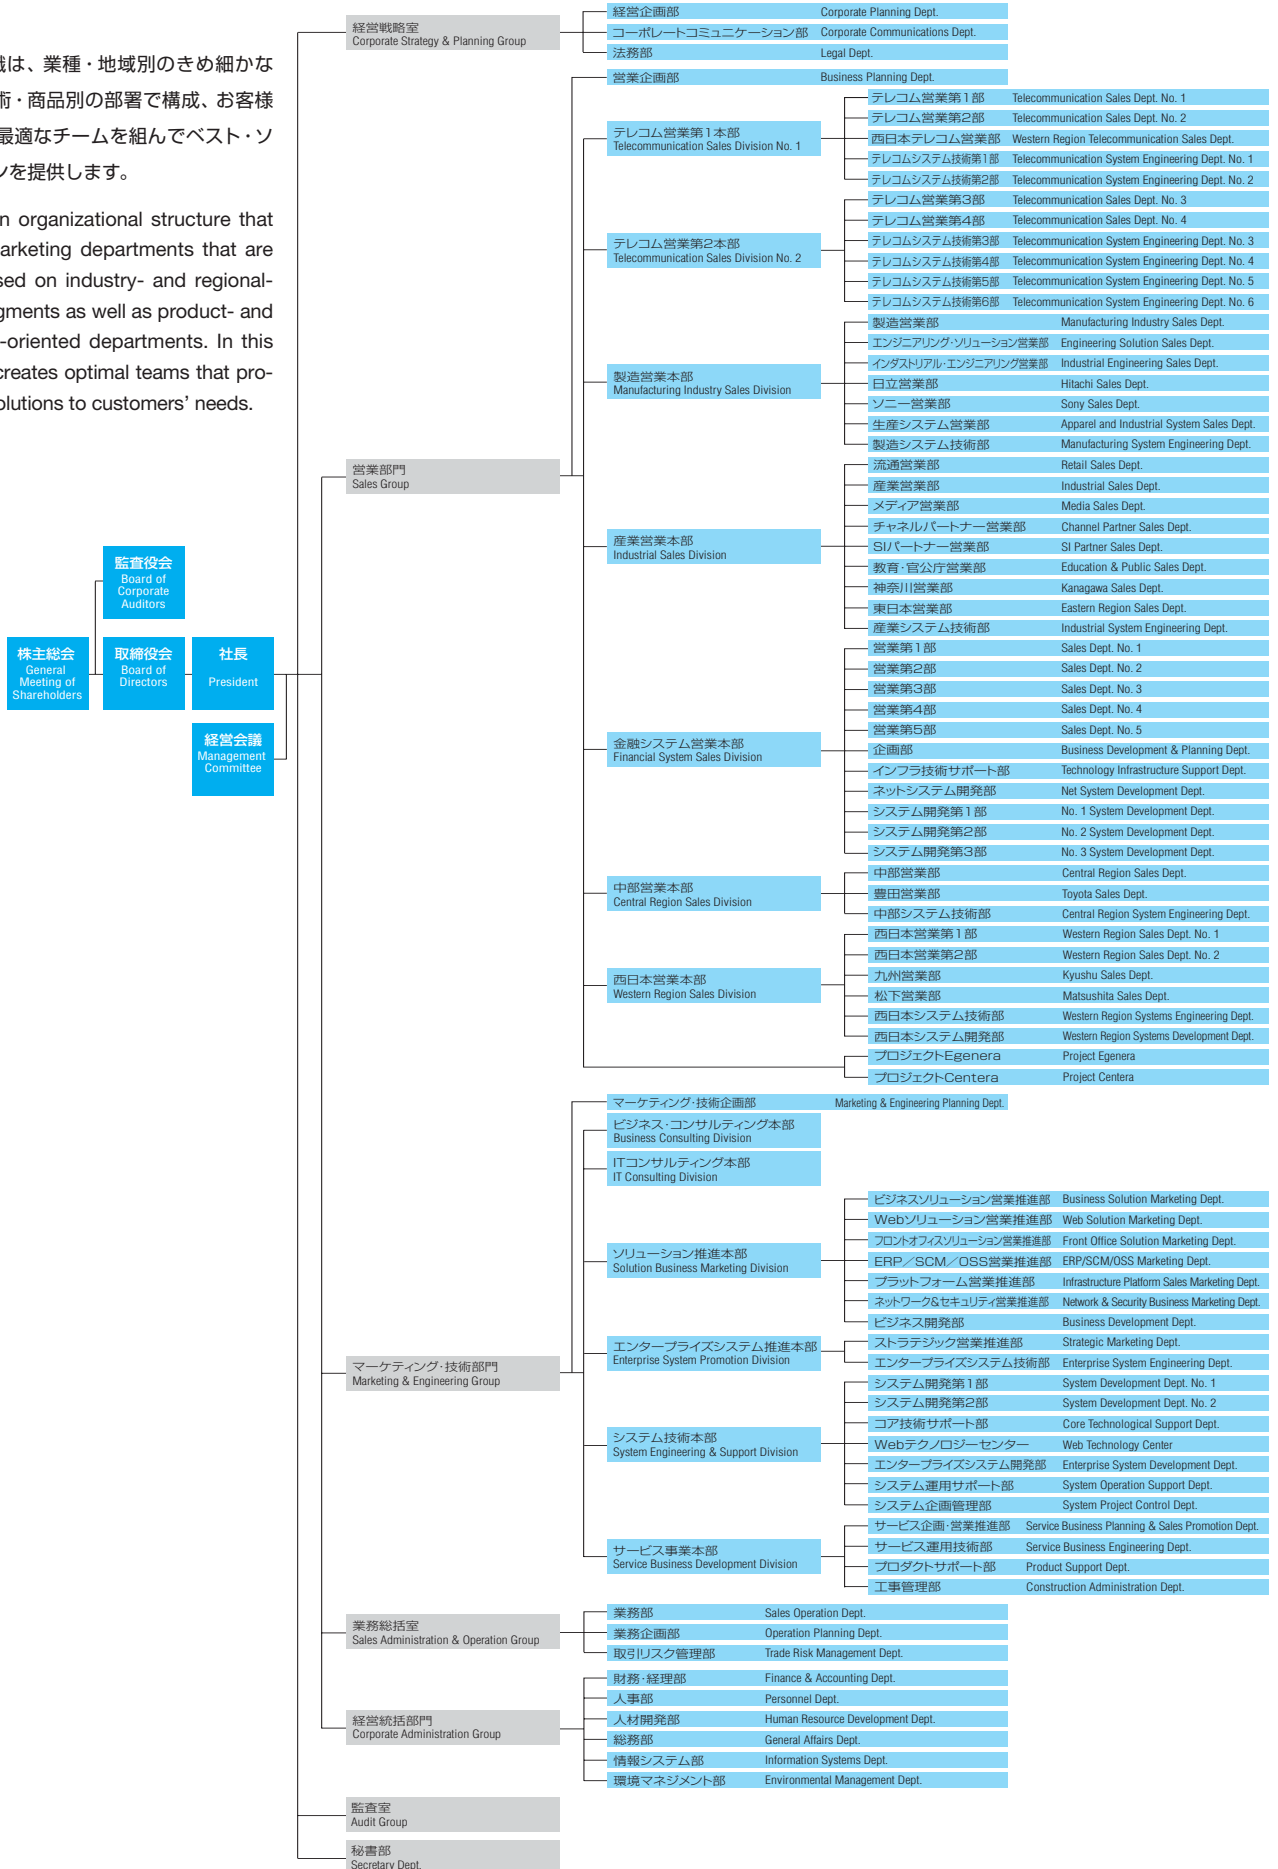 織は、業種・地域別のきめ細かな
術・商品別の部署で構成、お客様
最適なチームを組んでベスト・ソ
ンを提供します。
n organizational structure that
arketing departments that are
sed on industry- and regional-
gments as well as product- and
-oriented departments. In this
creates optimal teams that pro-
olutions to customers' needs.
株主総会
General
Meeting of
Shareholders
監査役会
Board of
Corporate
Auditors
取締役会
Board of
Directors
社長
President
経営会議
Management
Committee
経営戦略室
Corporate Strategy & Planning Group
経営企画部 Corporate Planning Dept.
コーポレートコミュニケーション部 Corporate Communications Dept.
法務部 Legal Dept.
営業部門
Sales Group
営業企画部 Business Planning Dept.
テレコム営業第1本部
Telecommunication Sales Division No. 1
テレコム営業第1部 Telecommunication Sales Dept. No. 1
テレコム営業第2部 Telecommunication Sales Dept. No. 2
西日本テレコム営業部 Western Region Telecommunication Sales Dept.
テレコムシステム技術第1部 Telecommunication System Engineering Dept. No. 1
テレコムシステム技術第2部 Telecommunication System Engineering Dept. No. 2
テレコム営業第2本部
Telecommunication Sales Division No. 2
テレコム営業第3部 Telecommunication Sales Dept. No. 3
テレコム営業第4部 Telecommunication Sales Dept. No. 4
テレコムシステム技術第3部 Telecommunication System Engineering Dept. No. 3
テレコムシステム技術第4部 Telecommunication System Engineering Dept. No. 4
テレコムシステム技術第5部 Telecommunication System Engineering Dept. No. 5
テレコムシステム技術第6部 Telecommunication System Engineering Dept. No. 6
製造営業本部
Manufacturing Industry Sales Division
製造営業部 Manufacturing Industry Sales Dept.
エンジニアリング・ソリューション営業部 Engineering Solution Sales Dept.
インダストリアル・エンジニアリング営業部 Industrial Engineering Sales Dept.
日立営業部 Hitachi Sales Dept.
ソニー営業部 Sony Sales Dept.
生産システム営業部 Apparel and Industrial System Sales Dept.
製造システム技術部 Manufacturing System Engineering Dept.
産業営業本部
Industrial Sales Division
流通営業部 Retail Sales Dept.
産業営業部 Industrial Sales Dept.
メディア営業部 Media Sales Dept.
チャネルパートナー営業部 Channel Partner Sales Dept.
SIパートナー営業部 SI Partner Sales Dept.
教育・官公庁営業部 Education & Public Sales Dept.
神奈川営業部 Kanagawa Sales Dept.
東日本営業部 Eastern Region Sales Dept.
産業システム技術部 Industrial System Engineering Dept.
金融システム営業本部
Financial System Sales Division
営業第1部 Sales Dept. No. 1
営業第2部 Sales Dept. No. 2
営業第3部 Sales Dept. No. 3
営業第4部 Sales Dept. No. 4
営業第5部 Sales Dept. No. 5
企画部 Business Development & Planning Dept.
インフラ技術サポート部 Technology Infrastructure Support Dept.
ネットシステム開発部 Net System Development Dept.
システム開発第1部 No. 1 System Development Dept.
システム開発第2部 No. 2 System Development Dept.
システム開発第3部 No. 3 System Development Dept.
中部営業本部
Central Region Sales Division
中部営業部 Central Region Sales Dept.
豊田営業部 Toyota Sales Dept.
中部システム技術部 Central Region System Engineering Dept.
西日本営業本部
Western Region Sales Division
西日本営業第1部 Western Region Sales Dept. No. 1
西日本営業第2部 Western Region Sales Dept. No. 2
九州営業部 Kyushu Sales Dept.
松下営業部 Matsushita Sales Dept.
西日本システム技術部 Western Region Systems Engineering Dept.
西日本システム開発部 Western Region Systems Development Dept.
プロジェクトEgenera Project Egenera
プロジェクトCentera Project Centera
マーケティング・技術部門
Marketing & Engineering Group
マーケティング・技術企画部 Marketing & Engineering Planning Dept.
ビジネス・コンサルティング本部
Business Consulting Division
ITコンサルティング本部
IT Consulting Division
ソリューション推進本部
Solution Business Marketing Division
ビジネスソリューション営業推進部 Business Solution Marketing Dept.
Webソリューション営業推進部 Web Solution Marketing Dept.
フロントオフィスソリューション営業推進部 Front Office Solution Marketing Dept.
ERP／SCM／OSS営業推進部 ERP/SCM/OSS Marketing Dept.
プラットフォーム営業推進部 Infrastructure Platform Sales Marketing Dept.
ネットワーク&セキュリティ営業推進部 Network & Security Business Marketing Dept.
ビジネス開発部 Business Development Dept.
エンタープライズシステム推進本部
Enterprise System Promotion Division
ストラテジック営業推進部 Strategic Marketing Dept.
エンタープライズシステム技術部 Enterprise System Engineering Dept.
システム技術本部
System Engineering & Support Division
システム開発第1部 System Development Dept. No. 1
システム開発第2部 System Development Dept. No. 2
コア技術サポート部 Core Technological Support Dept.
Webテクノロジーセンター Web Technology Center
エンタープライズシステム開発部 Enterprise System Development Dept.
システム運用サポート部 System Operation Support Dept.
システム企画管理部 System Project Control Dept.
サービス事業本部
Service Business Development Division
サービス企画・営業推進部 Service Business Planning & Sales Promotion Dept.
サービス運用技術部 Service Business Engineering Dept.
プロダクトサポート部 Product Support Dept.
工事管理部 Construction Administration Dept.
業務総括室
Sales Administration & Operation Group
業務部 Sales Operation Dept.
業務企画部 Operation Planning Dept.
取引リスク管理部 Trade Risk Management Dept.
経営統括部門
Corporate Administration Group
財務・経理部 Finance & Accounting Dept.
人事部 Personnel Dept.
人材開発部 Human Resource Development Dept.
総務部 General Affairs Dept.
情報システム部 Information Systems Dept.
環境マネジメント部 Environmental Management Dept.
監査室
Audit Group
秘書部
Secretary Dept.